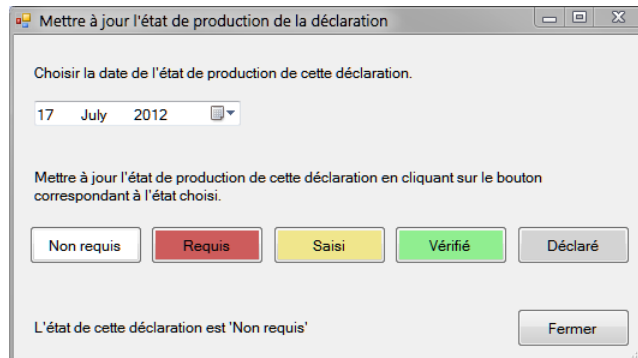 Mettre à jour l'état de production de la déclaration
Choisir la date de l'état de production de cette déclaration.
17 July 2012
Mettre à jour l'état de production de cette déclaration en cliquant sur le bouton
correspondant à l'état choisi.
Non requis Requis Saisi Vérifié Déclaré
L'état de cette déclaration est 'Non requis'
Fermer